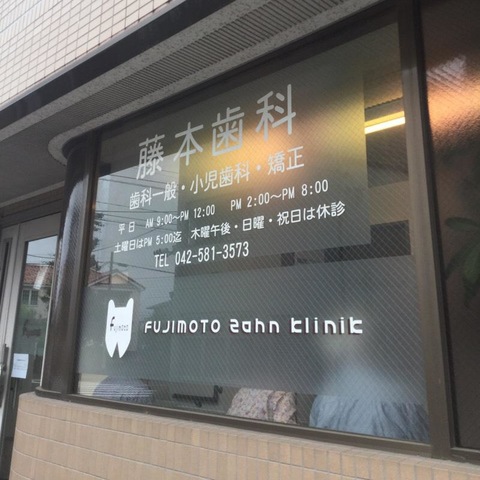 藤本歯科
歯科一般・小児歯科・矯正
平日 AM 9:00～PM 12:00 PM 2:00～PM 8:00
土曜日はPM 5:00迄 木曜午後・日曜・祝日は休診
TEL 042-581-3573
Fujimoto
FUJIMOTO Zahn Klinik